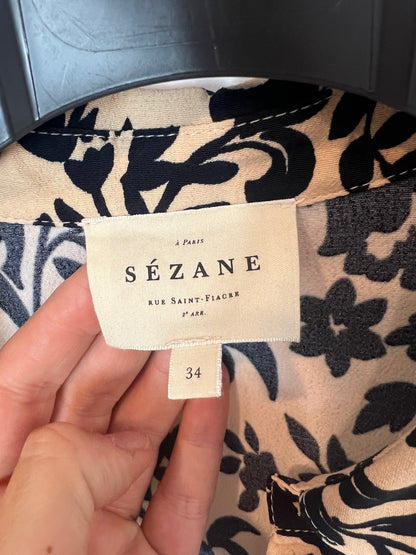 À PARIS
SÉZANE
RUE SAINT-FIACRE
2ᵉ ARR.
34